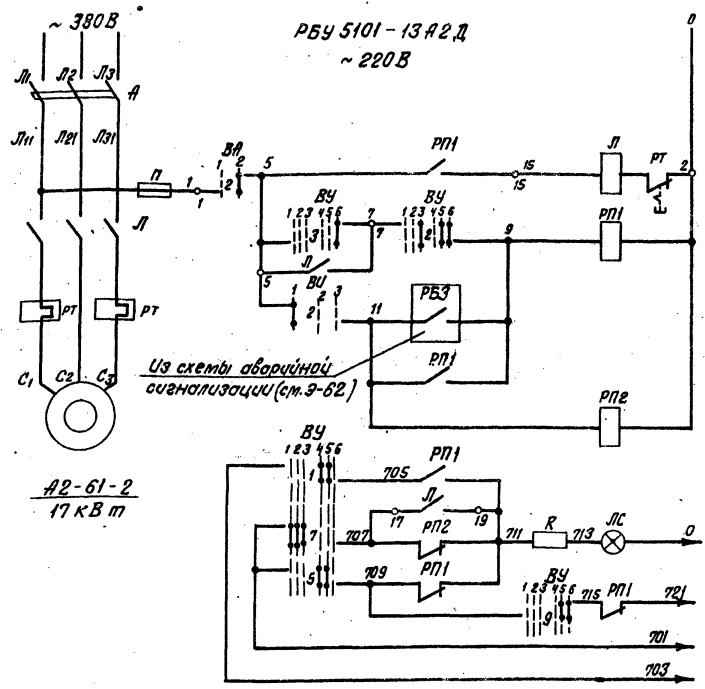 ~ 380В
РБУ 5101-13А2Д
~ 220В
0
Л1 Л2 Л3
А
Л11 Л21 Л31
ВА
1 2
2
П
1
1
5
РП1
15
15
Л
РТ
2
Л
ВУ
1 2 3 4 5 6
3
7
7
ВУ
1 2 3 4 5 6
2
9
РП1
Л
5
ВИ
1 2 3
2
11
РБЗ
РТ
РТ
С1 С2 С3
Из схемы аварийной
сигнализации (см. Э-62)
РП1
РП2
А2-61-2
17 кВт
ВУ
1 2 3 4 5 6
1
705
РП1
Л
17
19
7
707
РП2
711
R
713
ЛС
0
5
709
РП1
ВУ
1 2 3 4 5 6
9
715
РП1
721
701
703